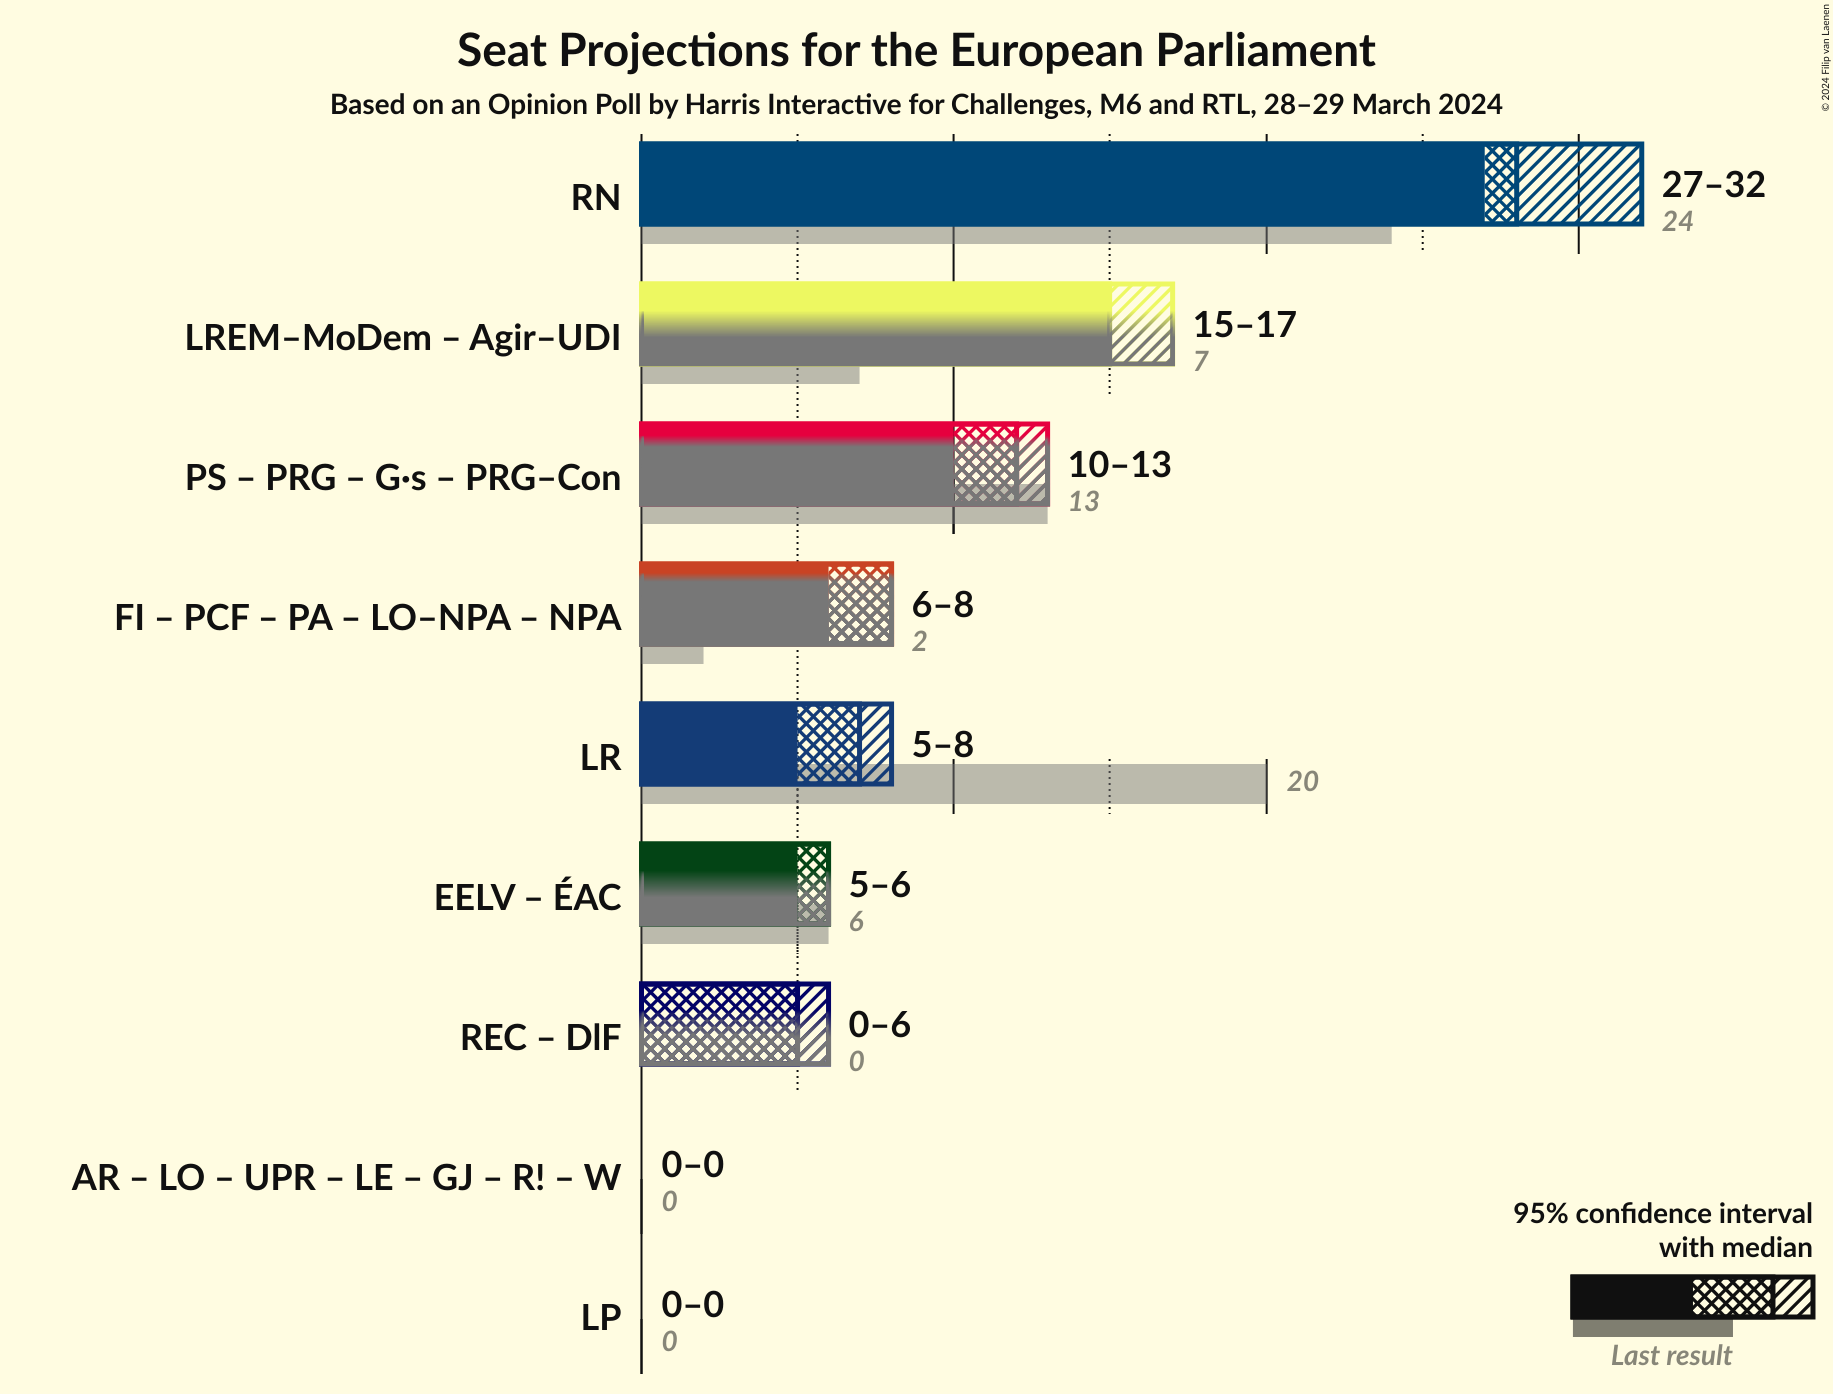 Seat Projections for the European Parliament
Based on an Opinion Poll by Harris Interactive for Challenges, M6 and RTL, 28–29 March 2024
© 2024 Filip van Laenen
RN
27–32
24
LREM–MoDem – Agir–UDI
15–17
7
PS – PRG – G·s – PRG–Con
10–13
13
FI – PCF – PA – LO–NPA – NPA
6–8
2
LR
5–8
20
EELV – ÉAC
5–6
6
REC – DlF
0–6
0
AR – LO – UPR – LE – GJ – R! – W
0–0
0
LP
0–0
0
95% confidence interval
with median
Last result